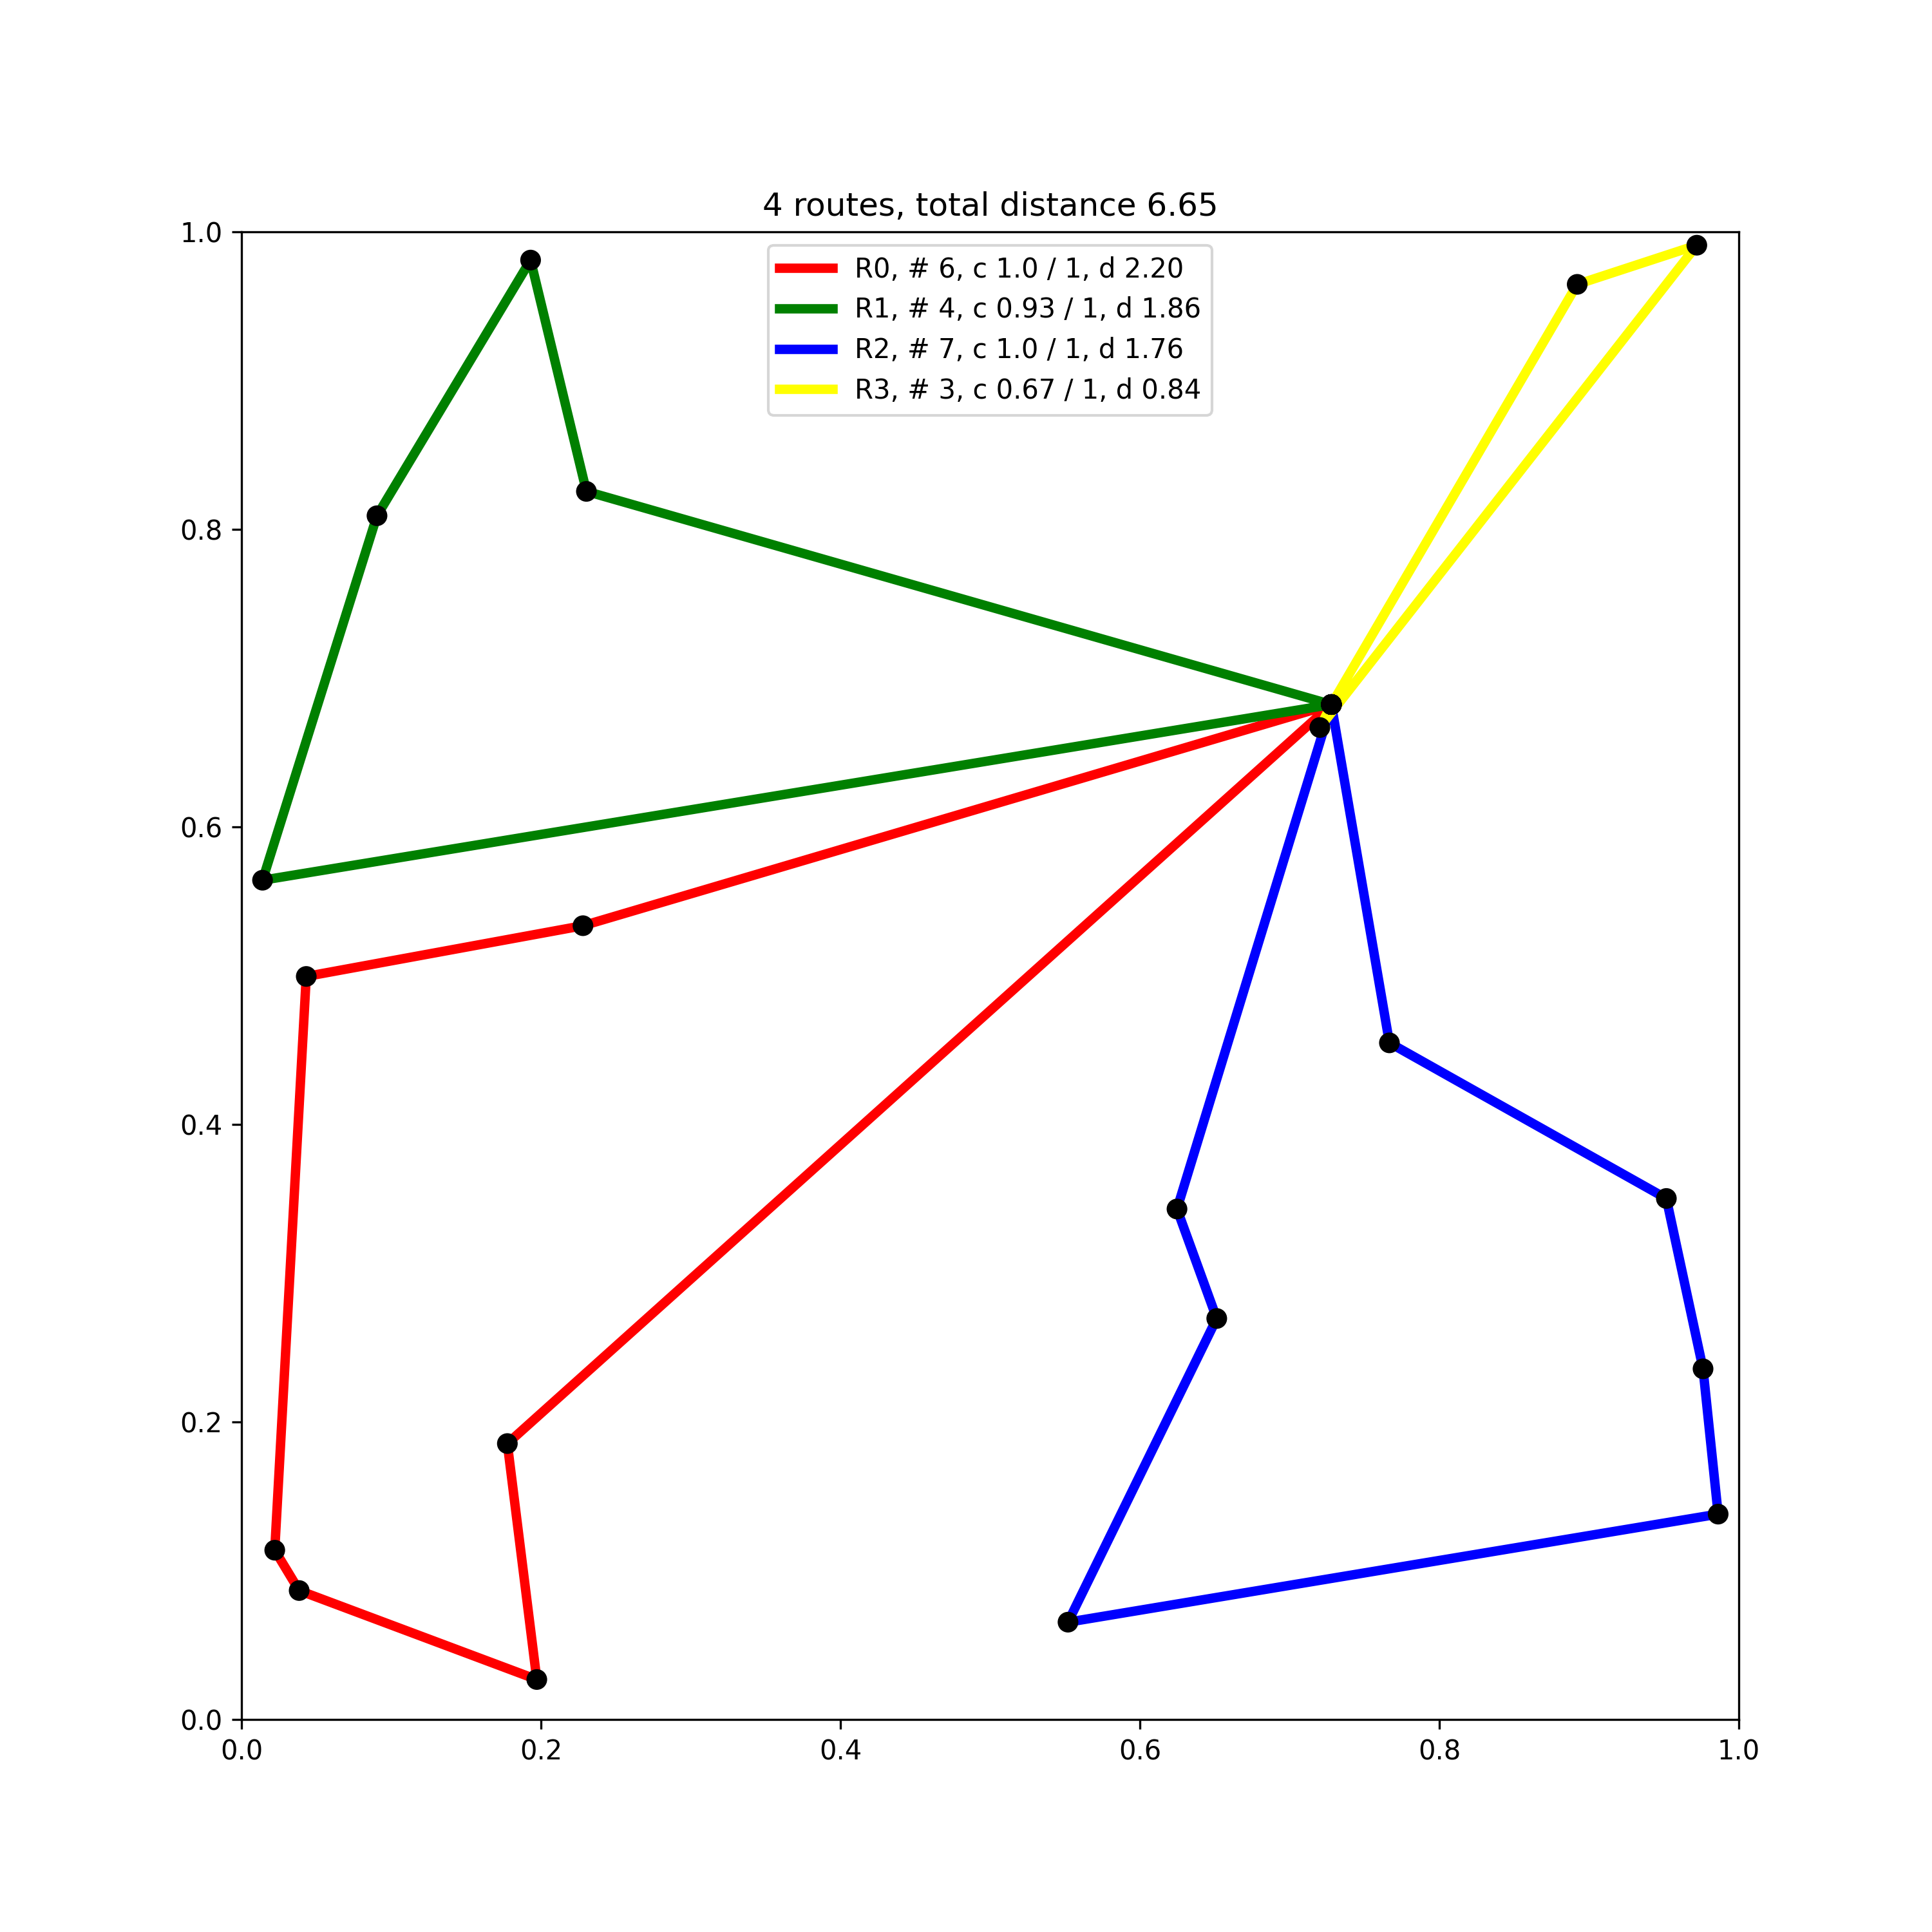 4 routes, total distance 6.65
1.0
R0, # 6, c 1.0 / 1, d 2.20
R1, # 4, c 0.93 / 1, d 1.86
R2, # 7, c 1.0 / 1, d 1.76
R3, # 3, c 0.67 / 1, d 0.84
0.8
0.6
0.4
0.2
0.0
0.0 0.2 0.4 0.6 0.8 1.0